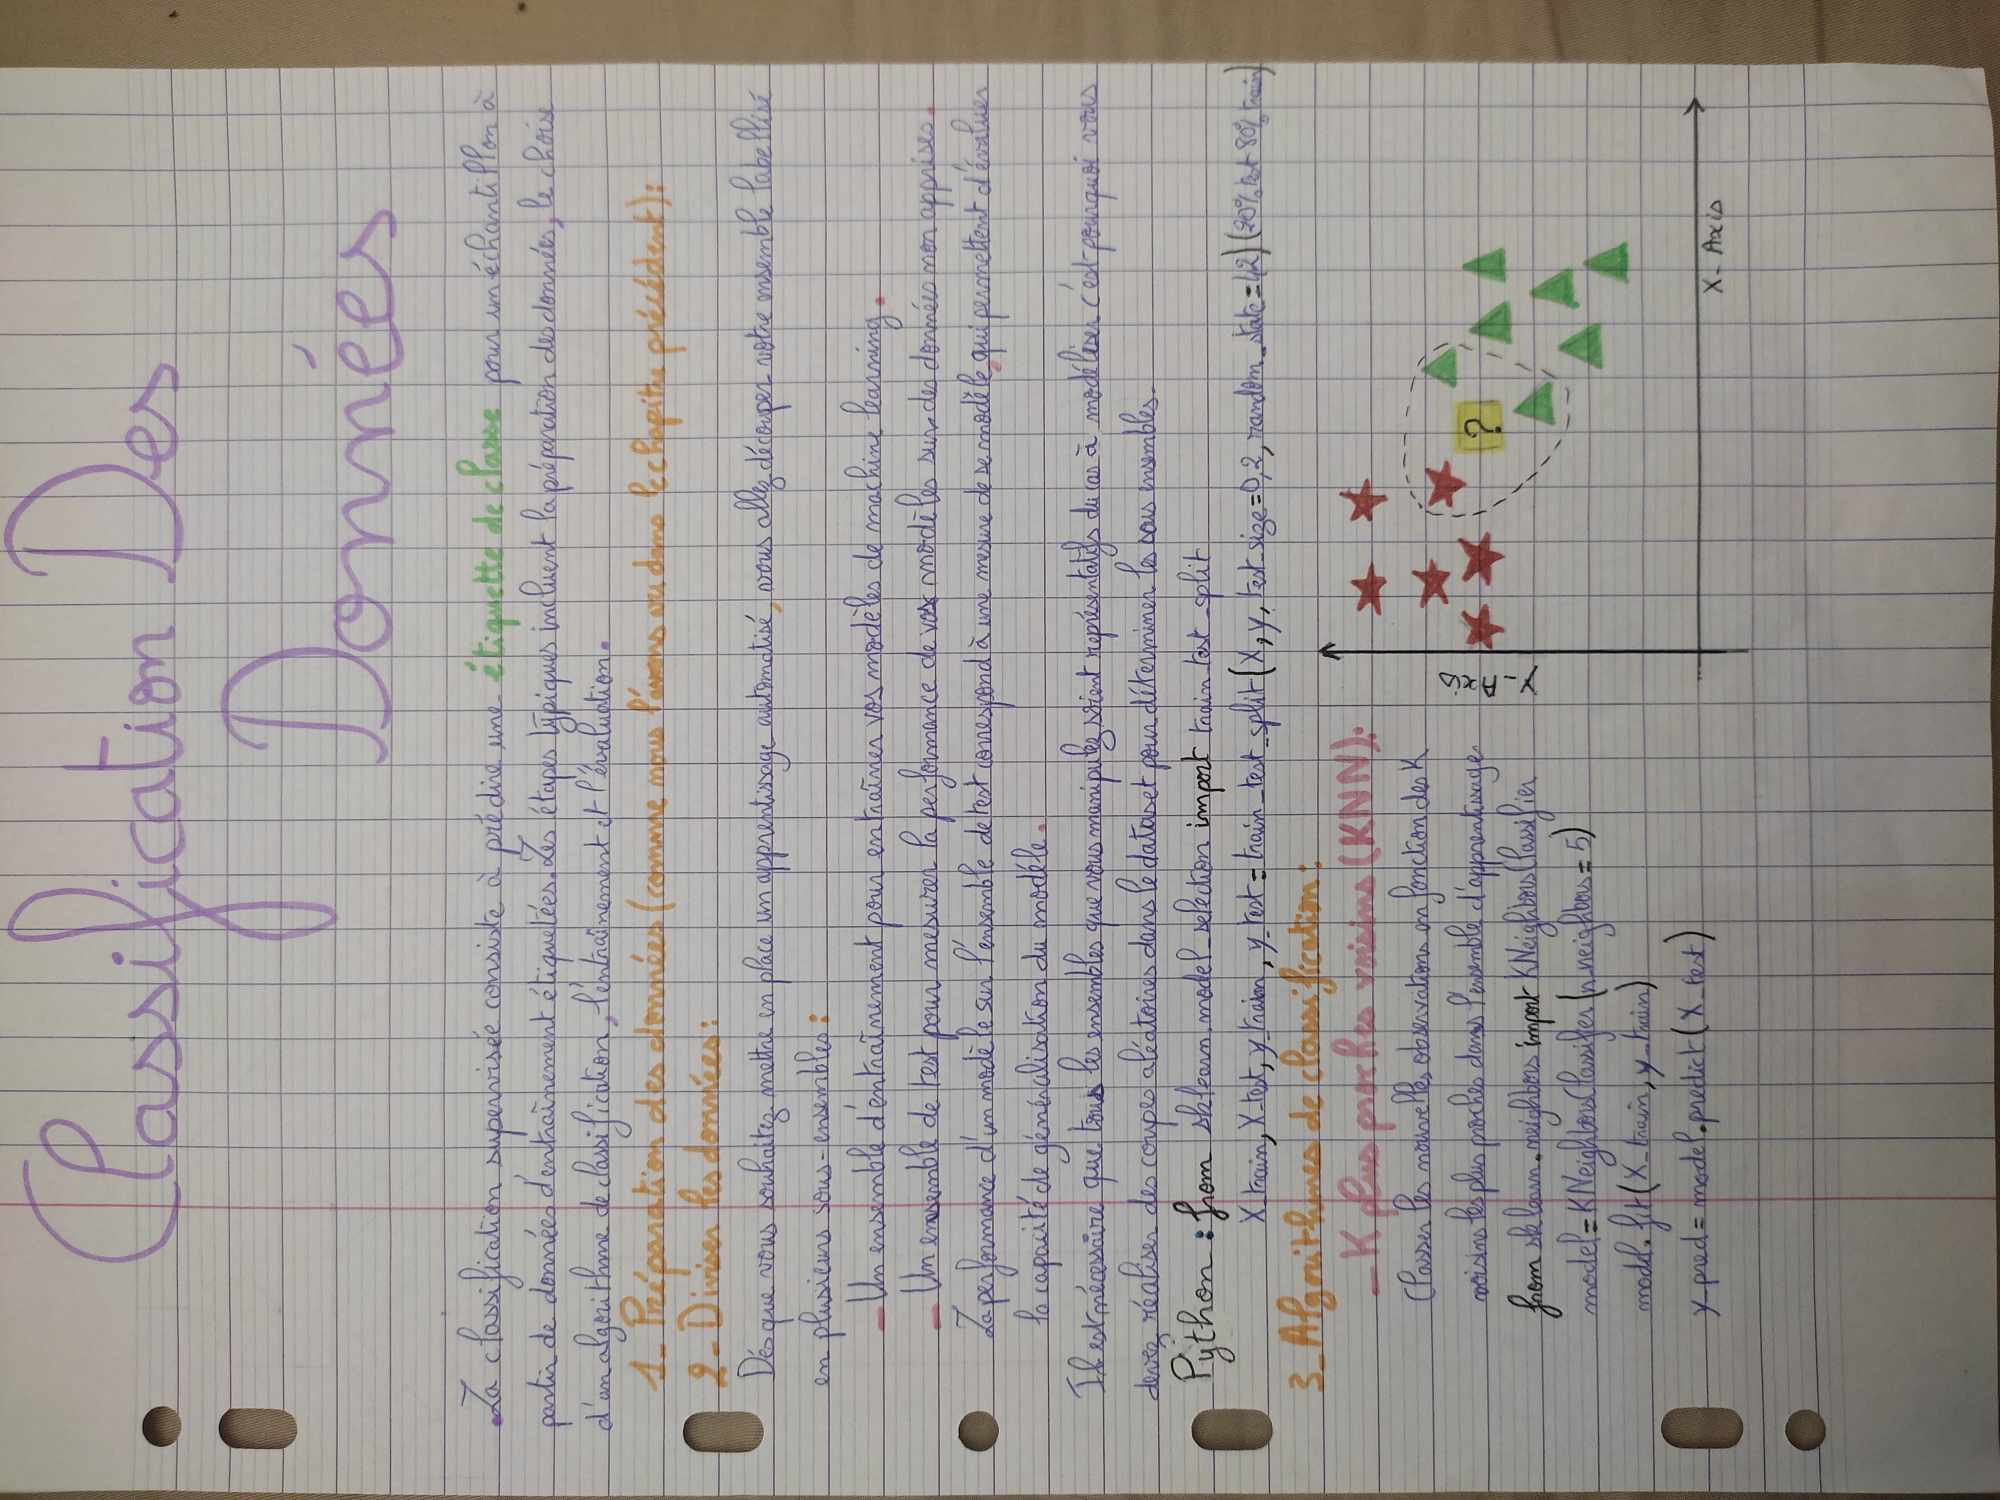 Classification Des
Données
La classification supervisée consiste à prédire une étiquette de classe pour un échantillon à
partir de données d'entraînement étiquetées. Les étapes typiques incluent la préparation des données, le choix
d'un algorithme de classification, l'entraînement et l'évaluation.
1- Préparation des données (comme nous l'avons vu dans le chapitre précédent):
2- Diviser les données:
Dés que vous souhaitez mettre en place un apprentissage automatisé, vous allez découper votre ensemble labellisé
en plusieurs sous-ensembles:
- Un ensemble d'entraînement pour entraîner vos modèles de machine learning.
- Un ensemble de test pour mesurer la performance de vos modèles sur des données non apprises.
La performance d'un modèle sur l'ensemble de test correspond à une mesure de se modèle, qui permettent d'évaluer
la capacité de généralisation du modéle.
Il est nécessaire que tous les ensembles que vous manipulez soient représentatifs du cas à modéliser c'est pourquoi vous
devez réaliser des coupes aléatoires dans le dataset pour déterminer les sous ensembles.
Python : from sklearn.model_selection import train_test_split
X_train, X_test, y_train, y_test = train_test_split(X, y, test_size=0,2, random_state=42) (20% test 80% train)
3- Algorithmes de classification:
- K plus proches voisins (KNN):
Classer les nouvelles observations en fonction des K
voisins les plus proches dans l'ensemble d'apprentissage
from sklearn.neighbors import KNeighborsClassifier
model = KNeighborsClassifier (n_neighbors = 5)
model.fit(X_train, y_train)
y_pred = model.predict(X_test)
Y-Axis
?
X- Axis